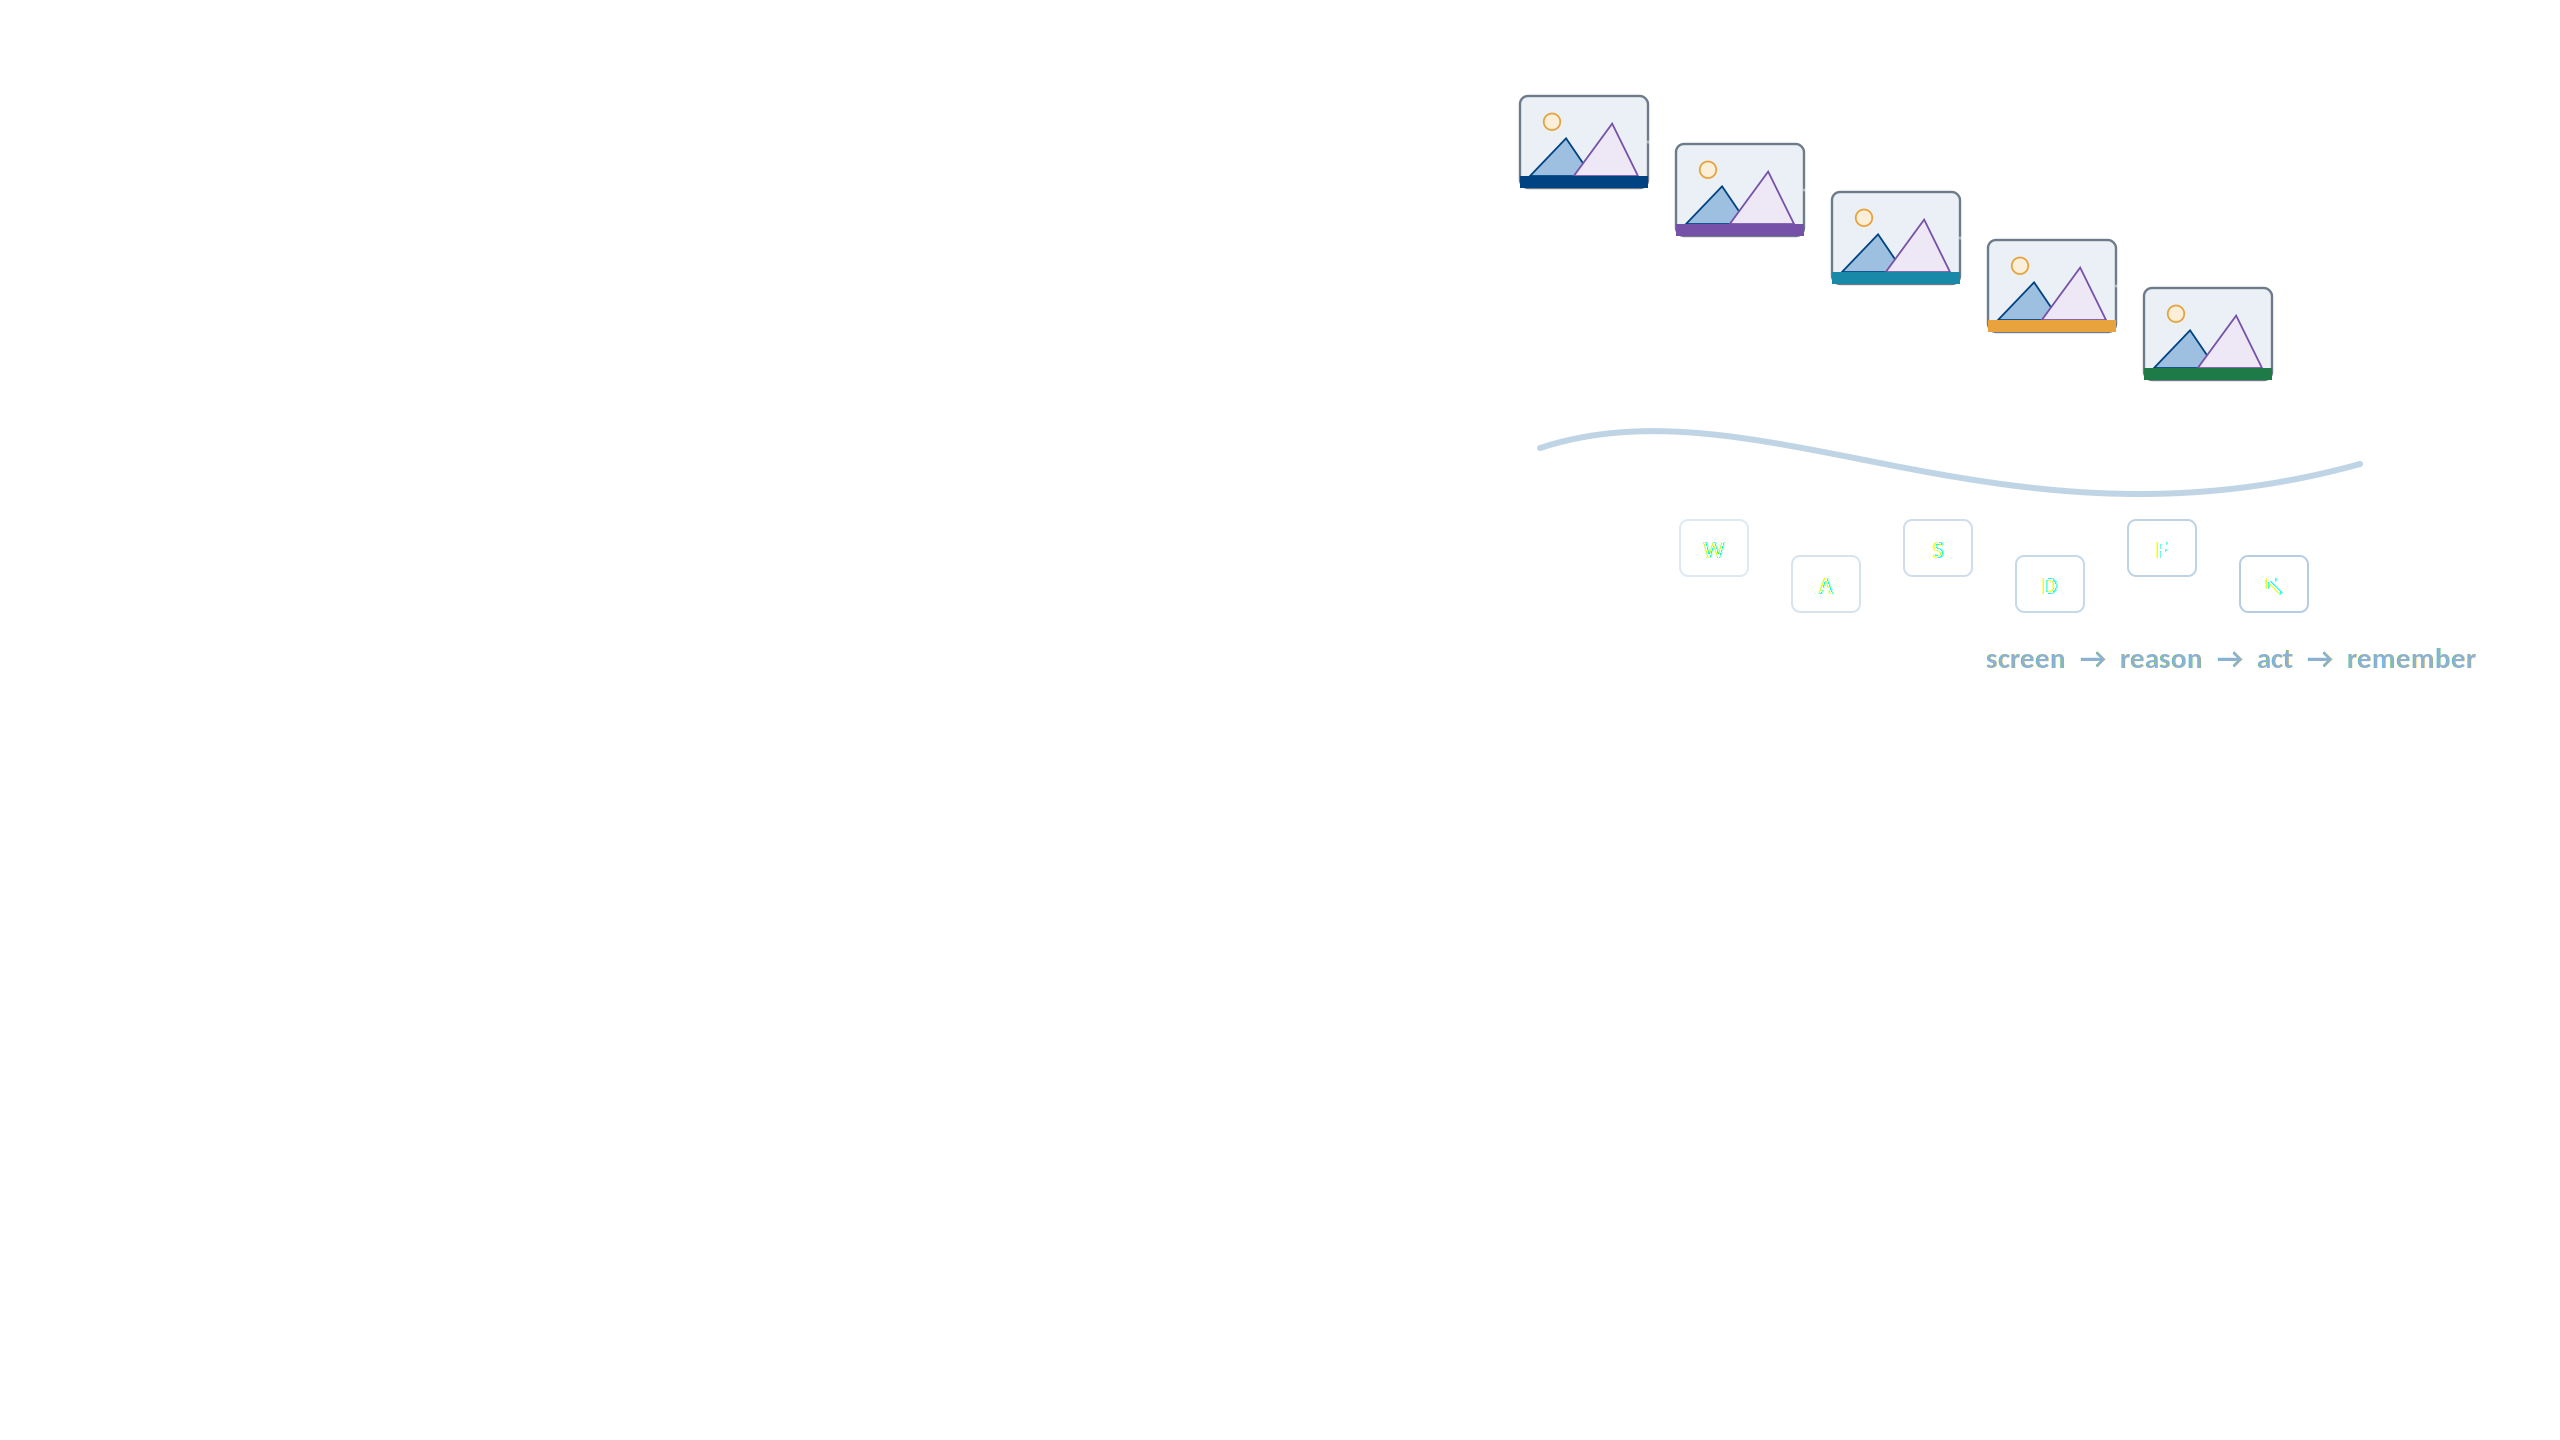 W
A
S
D
F
↖
screen → reason → act → remember